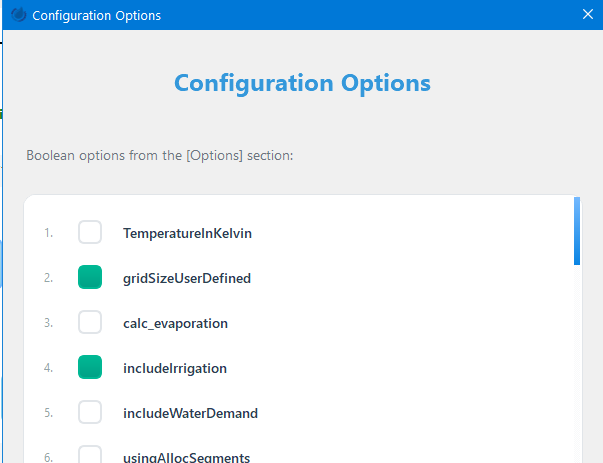 Configuration Options
Configuration Options
Boolean options from the [Options] section:
1. TemperatureInKelvin
2. gridSizeUserDefined
3. calc_evaporation
4. includeIrrigation
5. includeWaterDemand
6. usingAllocSegments